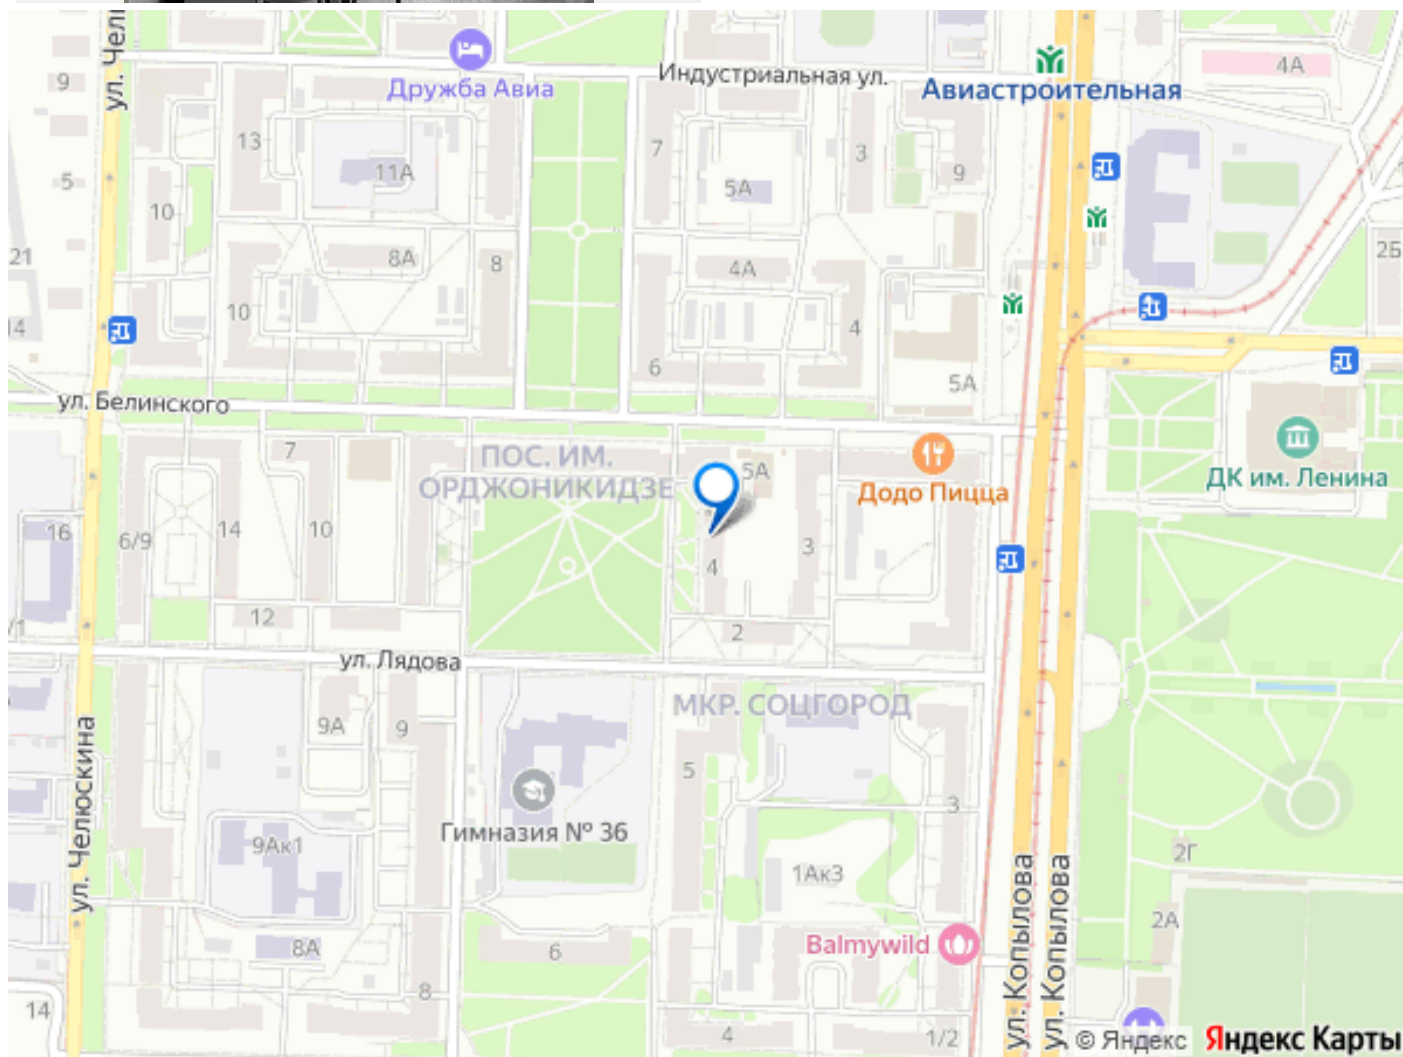 ул. Чел
Дружба Авиа
Индустриальная ул.
Авиастроительная
4А
9
13
11А
7
3
5А
9
5
10
21
8А
8
4А
2Б
10
14
4
6
5А
ул. Белинского
7
ПОС. ИМ.
ОРДЖОНИКИДЗЕ
5А
Додо Пицца
ДК им. Ленина
16
6/9
14
10
4
3
12
2
/1
ул. Лядова
МКР. СОЦГОРОД
9А
9
5
3
ул. Челюскина
Гимназия № 36
9Ак1
1Ак3
2Г
2А
8А
6
Balmywild
ул. Копылова
ул. Копылова
8
14
4
1/2
© Яндекс
Яндекс Карты